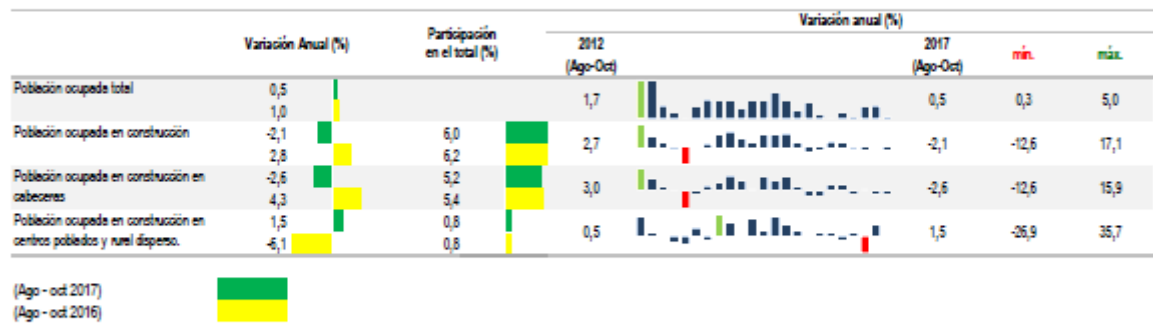 Variación anual (%)
Variación Anual (%) Participación en el total (%) 2012 (Ago-Oct) 2017 (Ago-Oct) mín. máx.
Población ocupada total 0,5 1,7 0,5 0,3 5,0
1,0
Población ocupada en construcción -2,1 6,0 2,7 -2,1 -12,6 17,1
2,8 6,2
Población ocupada en construcción en -2,6 5,2 3,0 -2,6 -12,6 15,9
cabeceras 4,3 5,4
Población ocupada en construcción en 1,5 0,8 0,5 1,5 -26,9 35,7
centros poblados y rural disperso. -6,1 0,8
(Ago - oct 2017)
(Ago - oct 2016)